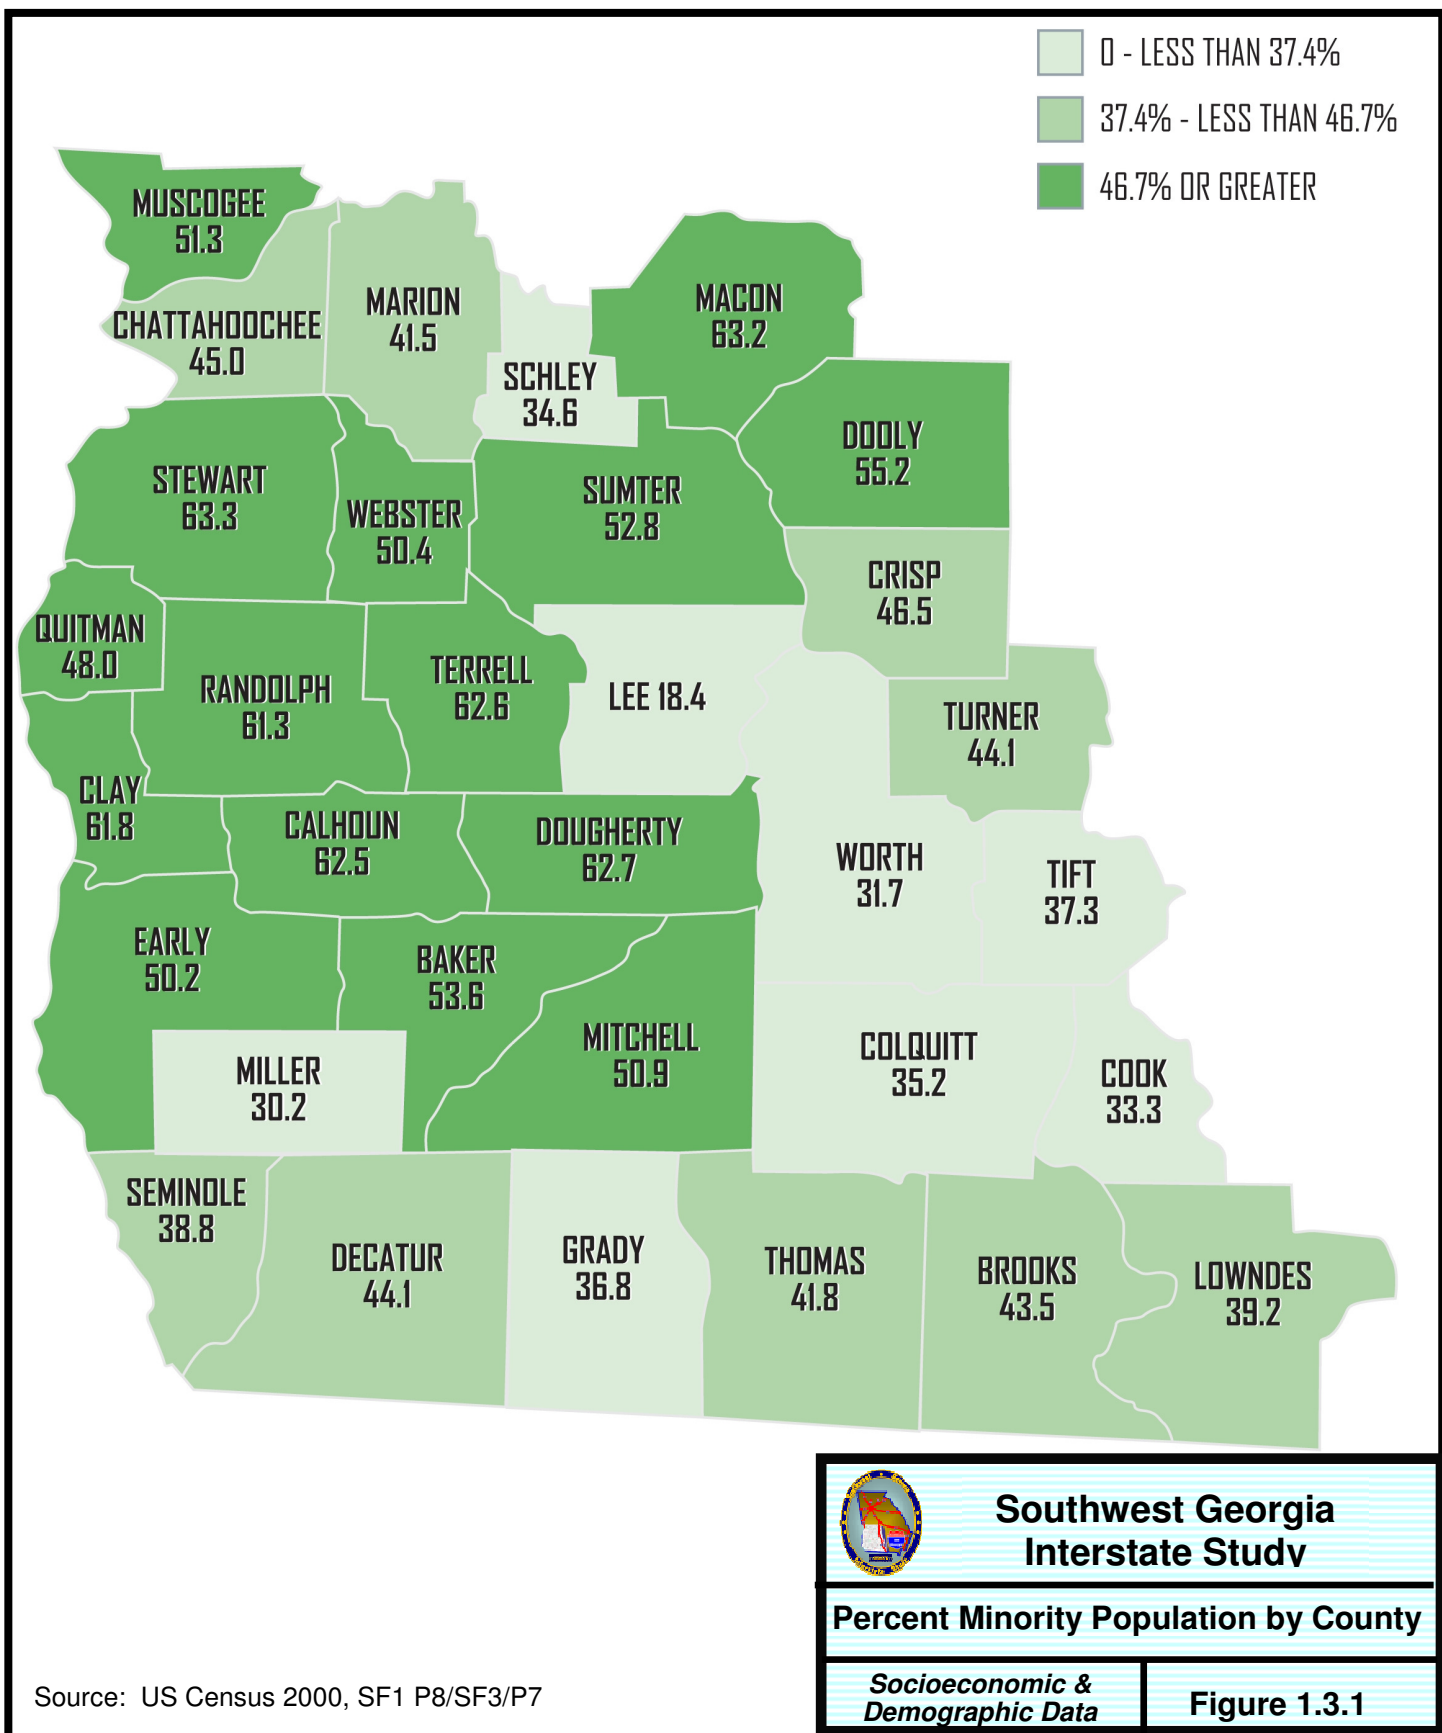 0 - LESS THAN 37.4%
37.4% - LESS THAN 46.7%
46.7% OR GREATER
MUSCOGEE
51.3
CHATTAHOOCHEE
45.0
MARION
41.5
SCHLEY
34.6
MACON
63.2
DOOLY
55.2
STEWART
63.3
WEBSTER
50.4
SUMTER
52.8
CRISP
46.5
QUITMAN
48.0
RANDOLPH
61.3
TERRELL
62.6
LEE 18.4
TURNER
44.1
CLAY
61.8
CALHOUN
62.5
DOUGHERTY
62.7
WORTH
31.7
TIFT
37.3
EARLY
50.2
BAKER
53.6
MITCHELL
50.9
COLQUITT
35.2
COOK
33.3
MILLER
30.2
SEMINOLE
38.8
DECATUR
44.1
GRADY
36.8
THOMAS
41.8
BROOKS
43.5
LOWNDES
39.2
Southwest Georgia
Interstate Study
Percent Minority Population by County
Socioeconomic &
Demographic Data
Figure 1.3.1
Source: US Census 2000, SF1 P8/SF3/P7